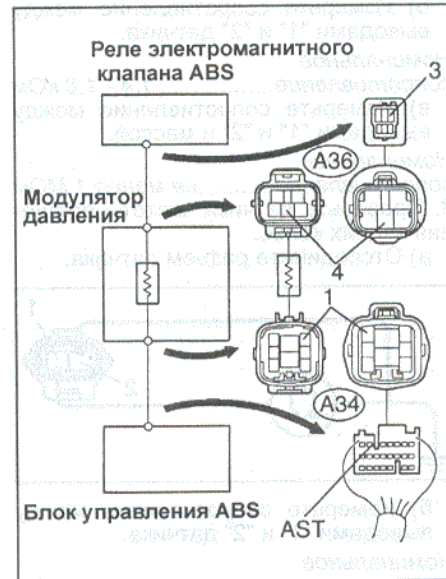 Реле электромагнитного
клапана ABS
3
A36
Модулятор
давления
4
1
A34
Блок управления ABS
AST